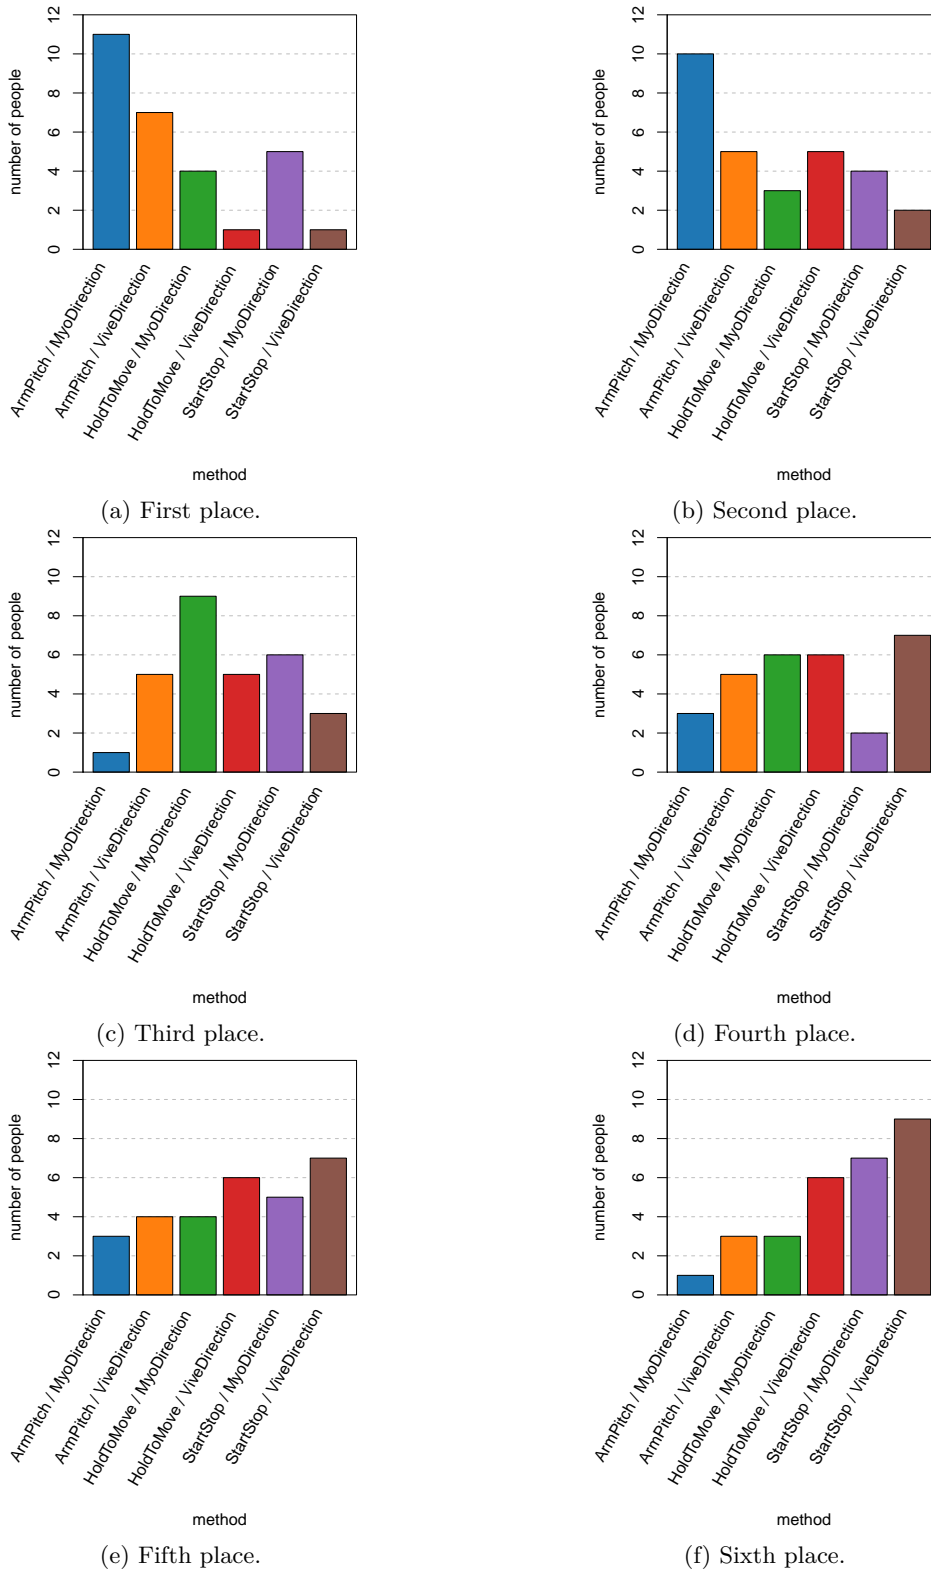 number of people
0 2 4 6 8 10 12
ArmPitch / MyoDirection
ArmPitch / ViveDirection
HoldToMove / MyoDirection
HoldToMove / ViveDirection
StartStop / MyoDirection
StartStop / ViveDirection
method
(a) First place.
number of people
0 2 4 6 8 10 12
ArmPitch / MyoDirection
ArmPitch / ViveDirection
HoldToMove / MyoDirection
HoldToMove / ViveDirection
StartStop / MyoDirection
StartStop / ViveDirection
method
(b) Second place.
number of people
0 2 4 6 8 10 12
ArmPitch / MyoDirection
ArmPitch / ViveDirection
HoldToMove / MyoDirection
HoldToMove / ViveDirection
StartStop / MyoDirection
StartStop / ViveDirection
method
(c) Third place.
number of people
0 2 4 6 8 10 12
ArmPitch / MyoDirection
ArmPitch / ViveDirection
HoldToMove / MyoDirection
HoldToMove / ViveDirection
StartStop / MyoDirection
StartStop / ViveDirection
method
(d) Fourth place.
number of people
0 2 4 6 8 10 12
ArmPitch / MyoDirection
ArmPitch / ViveDirection
HoldToMove / MyoDirection
HoldToMove / ViveDirection
StartStop / MyoDirection
StartStop / ViveDirection
method
(e) Fifth place.
number of people
0 2 4 6 8 10 12
ArmPitch / MyoDirection
ArmPitch / ViveDirection
HoldToMove / MyoDirection
HoldToMove / ViveDirection
StartStop / MyoDirection
StartStop / ViveDirection
method
(f) Sixth place.